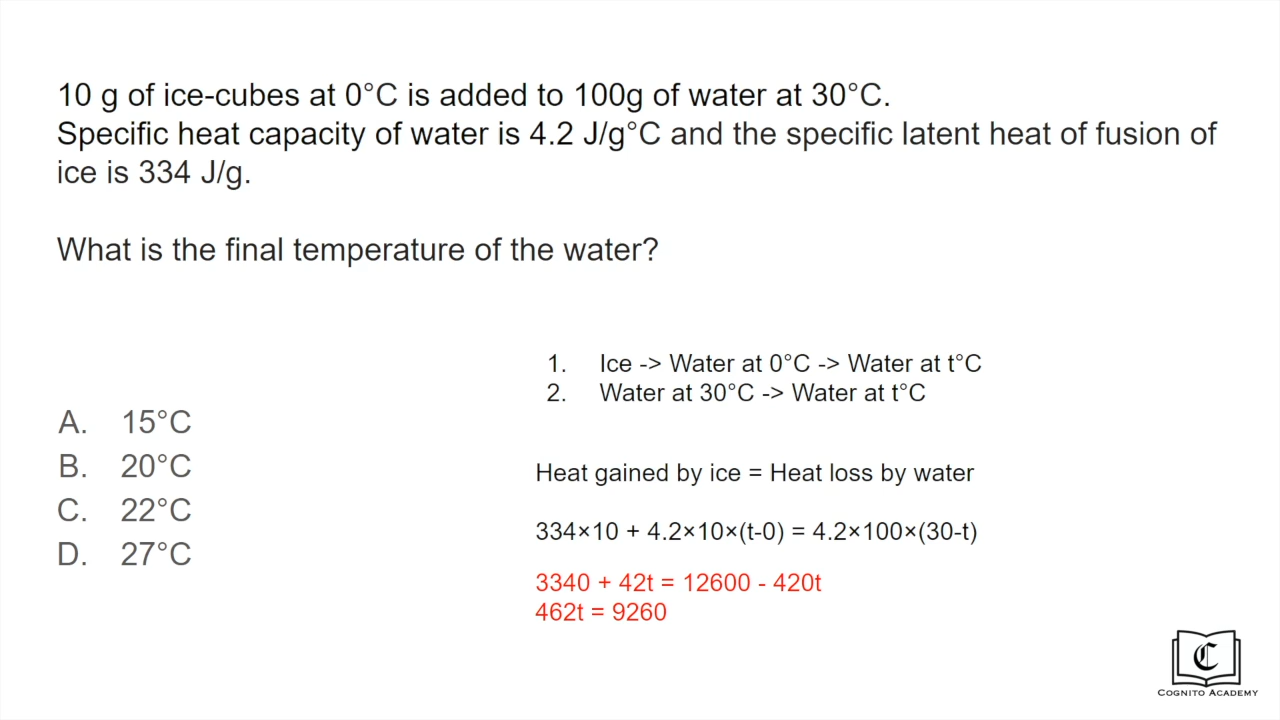 10 g of ice-cubes at 0°C is added to 100g of water at 30°C.
Specific heat capacity of water is 4.2 J/g°C and the specific latent heat of fusion of
ice is 334 J/g.
What is the final temperature of the water?
1. Ice -> Water at 0°C -> Water at t°C
2. Water at 30°C -> Water at t°C
A. 15°C
B. 20°C
C. 22°C
D. 27°C
Heat gained by ice = Heat loss by water
334×10 + 4.2×10×(t-0) = 4.2×100×(30-t)
3340 + 42t = 12600 - 420t
462t = 9260
C
COGNITO ACADEMY